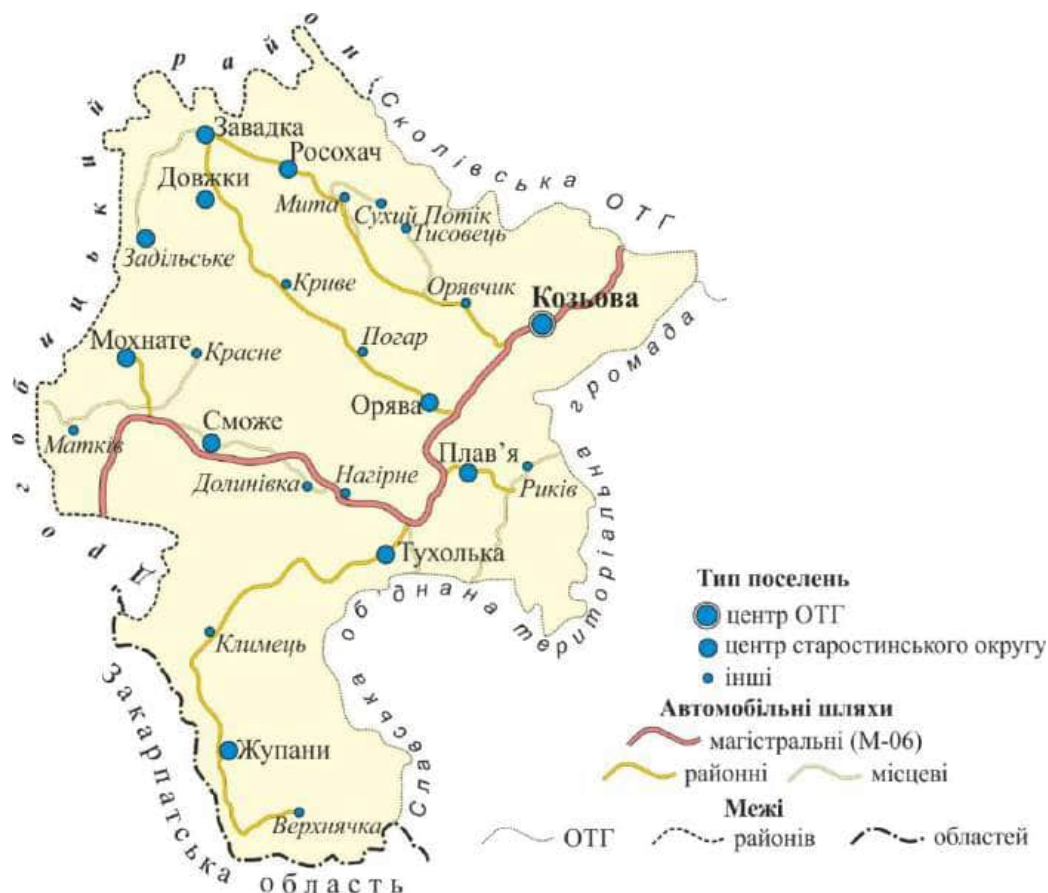 Дрогобицький район
Сколівська ОТГ
Завадка
Росохач
Довжки
Мита
Сухий Потік
Тисовець
Задільське
Криве
Орявчик
Козьова
Мохнате
Красне
Погар
Орява
Сможе
Матків
Плав’я
Долинівка
Нагірне
Риків
Тухолька
Климець
Жупани
Верхнячка
Славська об’днана територіальна громада
Закарпатська область
Тип поселень
центр ОТГ
центр старостинського округу
інші
Автомобільні шляхи
магістральні (М-06)
районні
місцеві
Межі
ОТГ
районів
областей